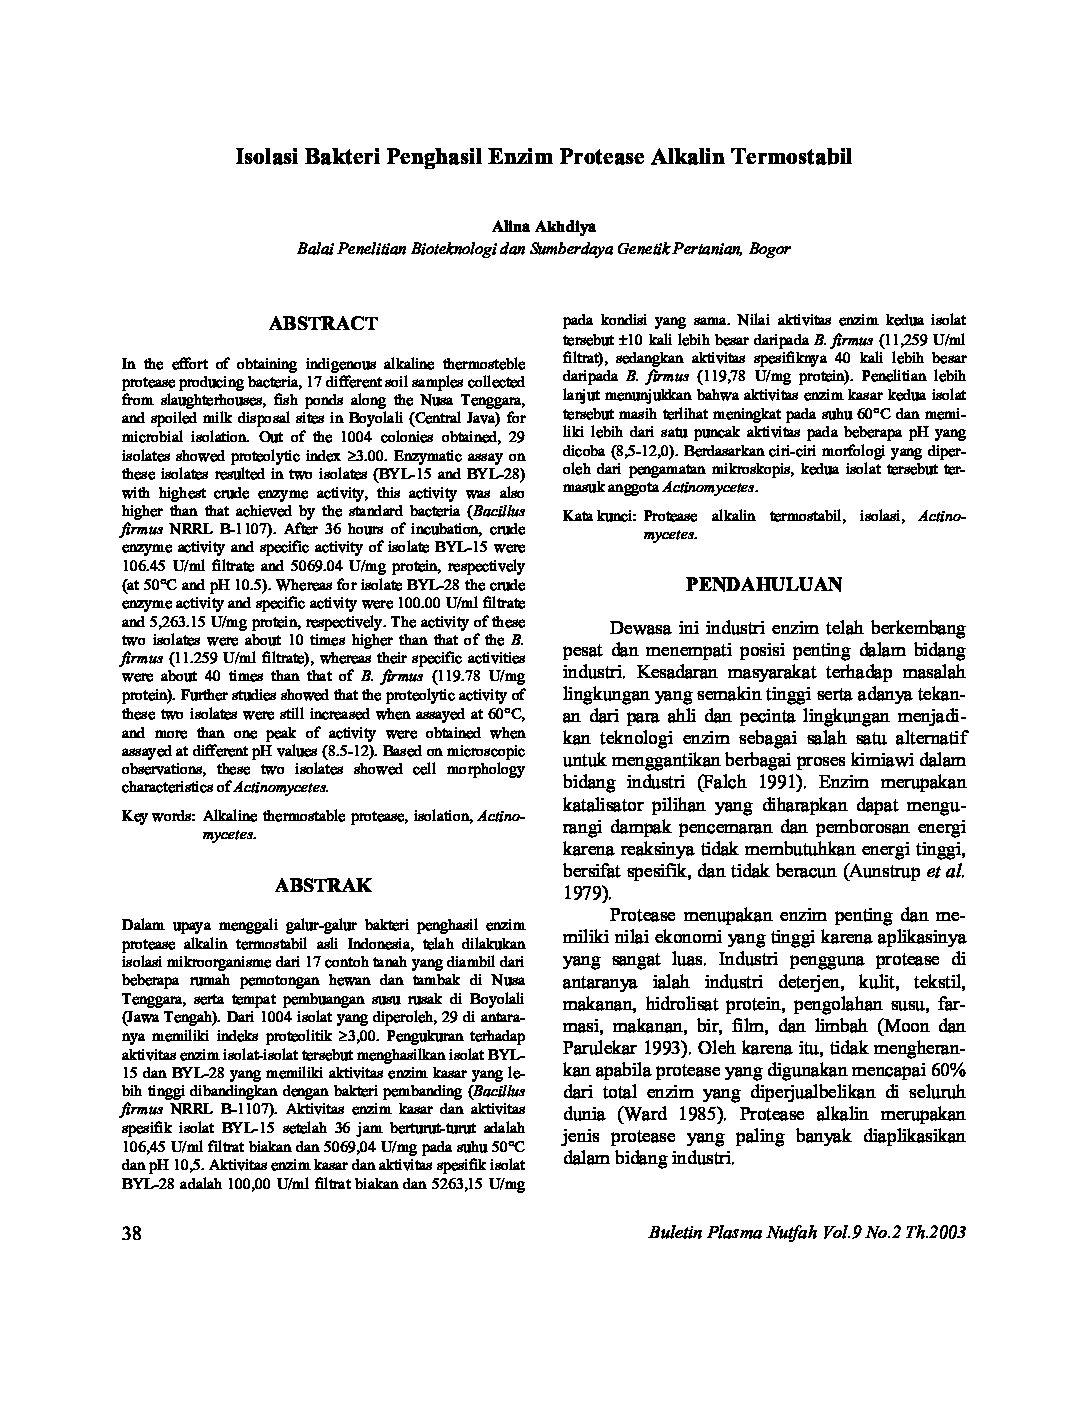 Isolasi Bakteri Penghasil Enzim Protease Alkalin Termostabil
Alina Akhdiya
Balai Penelitian Bioteknologi dan Sumberdaya Genetik Pertanian, Bogor
ABSTRACT
In the effort of obtaining indigenous alkaline thermosteble
protease producing bacteria, 17 different soil samples collected
from slaughterhouses, fish ponds along the Nusa Tenggara,
and spoiled milk disposal sites in Boyolali (Central Java) for
microbial isolation. Out of the 1004 colonies obtained, 29
isolates showed proteolytic index ≥3.00. Enzymatic assay on
these isolates resulted in two isolates (BYL-15 and BYL-28)
with highest crude enzyme activity, this activity was also
higher than that achieved by the standard bacteria (Bacillus
firmus NRRL B-1107). After 36 hours of incubation, crude
enzyme activity and specific activity of isolate BYL-15 were
106.45 U/ml filtrate and 5069.04 U/mg protein, respectively
(at 50°C and pH 10.5). Whereas for isolate BYL-28 the crude
enzyme activity and specific activity were 100.00 U/ml filtrate
and 5,263.15 U/mg protein, respectively. The activity of these
two isolates were about 10 times higher than that of the B.
firmus (11.259 U/ml filtrate), whereas their specific activities
were about 40 times than that of B. firmus (119.78 U/mg
protein). Further studies showed that the proteolytic activity of
these two isolates were still increased when assayed at 60°C,
and more than one peak of activity were obtained when
assayed at different pH values (8.5-12). Based on microscopic
observations, these two isolates showed cell morphology
characteristics of Actinomycetes.
Key words: Alkaline thermostable protease, isolation, Actino-
mycetes.
ABSTRAK
Dalam upaya menggali galur-galur bakteri penghasil enzim
protease alkalin termostabil asli Indonesia, telah dilakukan
isolasi mikroorganisme dari 17 contoh tanah yang diambil dari
beberapa rumah pemotongan hewan dan tambak di Nusa
Tenggara, serta tempat pembuangan susu rusak di Boyolali
(Jawa Tengah). Dari 1004 isolat yang diperoleh, 29 di antara-
nya memiliki indeks proteolitik ≥3,00. Pengukuran terhadap
aktivitas enzim isolat-isolat tersebut menghasilkan isolat BYL-
15 dan BYL-28 yang memiliki aktivitas enzim kasar yang le-
bih tinggi dibandingkan dengan bakteri pembanding (Bacillus
firmus NRRL B-1107). Aktivitas enzim kasar dan aktivitas
spesifik isolat BYL-15 setelah 36 jam berturut-turut adalah
106,45 U/ml filtrat biakan dan 5069,04 U/mg pada suhu 50°C
dan pH 10,5. Aktivitas enzim kasar dan aktivitas spesifik isolat
BYL-28 adalah 100,00 U/ml filtrat biakan dan 5263,15 U/mg
pada kondisi yang sama. Nilai aktivitas enzim kedua isolat
tersebut ±10 kali lebih besar daripada B. firmus (11,259 U/ml
filtrat), sedangkan aktivitas spesifiknya 40 kali lebih besar
daripada B. firmus (119,78 U/mg protein). Penelitian lebih
lanjut menunjukkan bahwa aktivitas enzim kasar kedua isolat
tersebut masih terlihat meningkat pada suhu 60°C dan memi-
liki lebih dari satu puncak aktivitas pada beberapa pH yang
dicoba (8,5-12,0). Berdasarkan ciri-ciri morfologi yang diper-
oleh dari pengamatan mikroskopis, kedua isolat tersebut ter-
masuk anggota Actinomycetes.
Kata kunci: Protease alkalin termostabil, isolasi, Actino-
mycetes.
PENDAHULUAN
Dewasa ini industri enzim telah berkembang
pesat dan menempati posisi penting dalam bidang
industri. Kesadaran masyarakat terhadap masalah
lingkungan yang semakin tinggi serta adanya tekan-
an dari para ahli dan pecinta lingkungan menjadi-
kan teknologi enzim sebagai salah satu alternatif
untuk menggantikan berbagai proses kimiawi dalam
bidang industri (Falch 1991). Enzim merupakan
katalisator pilihan yang diharapkan dapat mengu-
rangi dampak pencemaran dan pemborosan energi
karena reaksinya tidak membutuhkan energi tinggi,
bersifat spesifik, dan tidak beracun (Aunstrup et al.
1979).
Protease menupakan enzim penting dan me-
miliki nilai ekonomi yang tinggi karena aplikasinya
yang sangat luas. Industri pengguna protease di
antaranya ialah industri deterjen, kulit, tekstil,
makanan, hidrolisat protein, pengolahan susu, far-
masi, makanan, bir, film, dan limbah (Moon dan
Parulekar 1993). Oleh karena itu, tidak mengheran-
kan apabila protease yang digunakan mencapai 60%
dari total enzim yang diperjualbelikan di seluruh
dunia (Ward 1985). Protease alkalin merupakan
jenis protease yang paling banyak diaplikasikan
dalam bidang industri.
38
Buletin Plasma Nutfah Vol.9 No.2 Th.2003